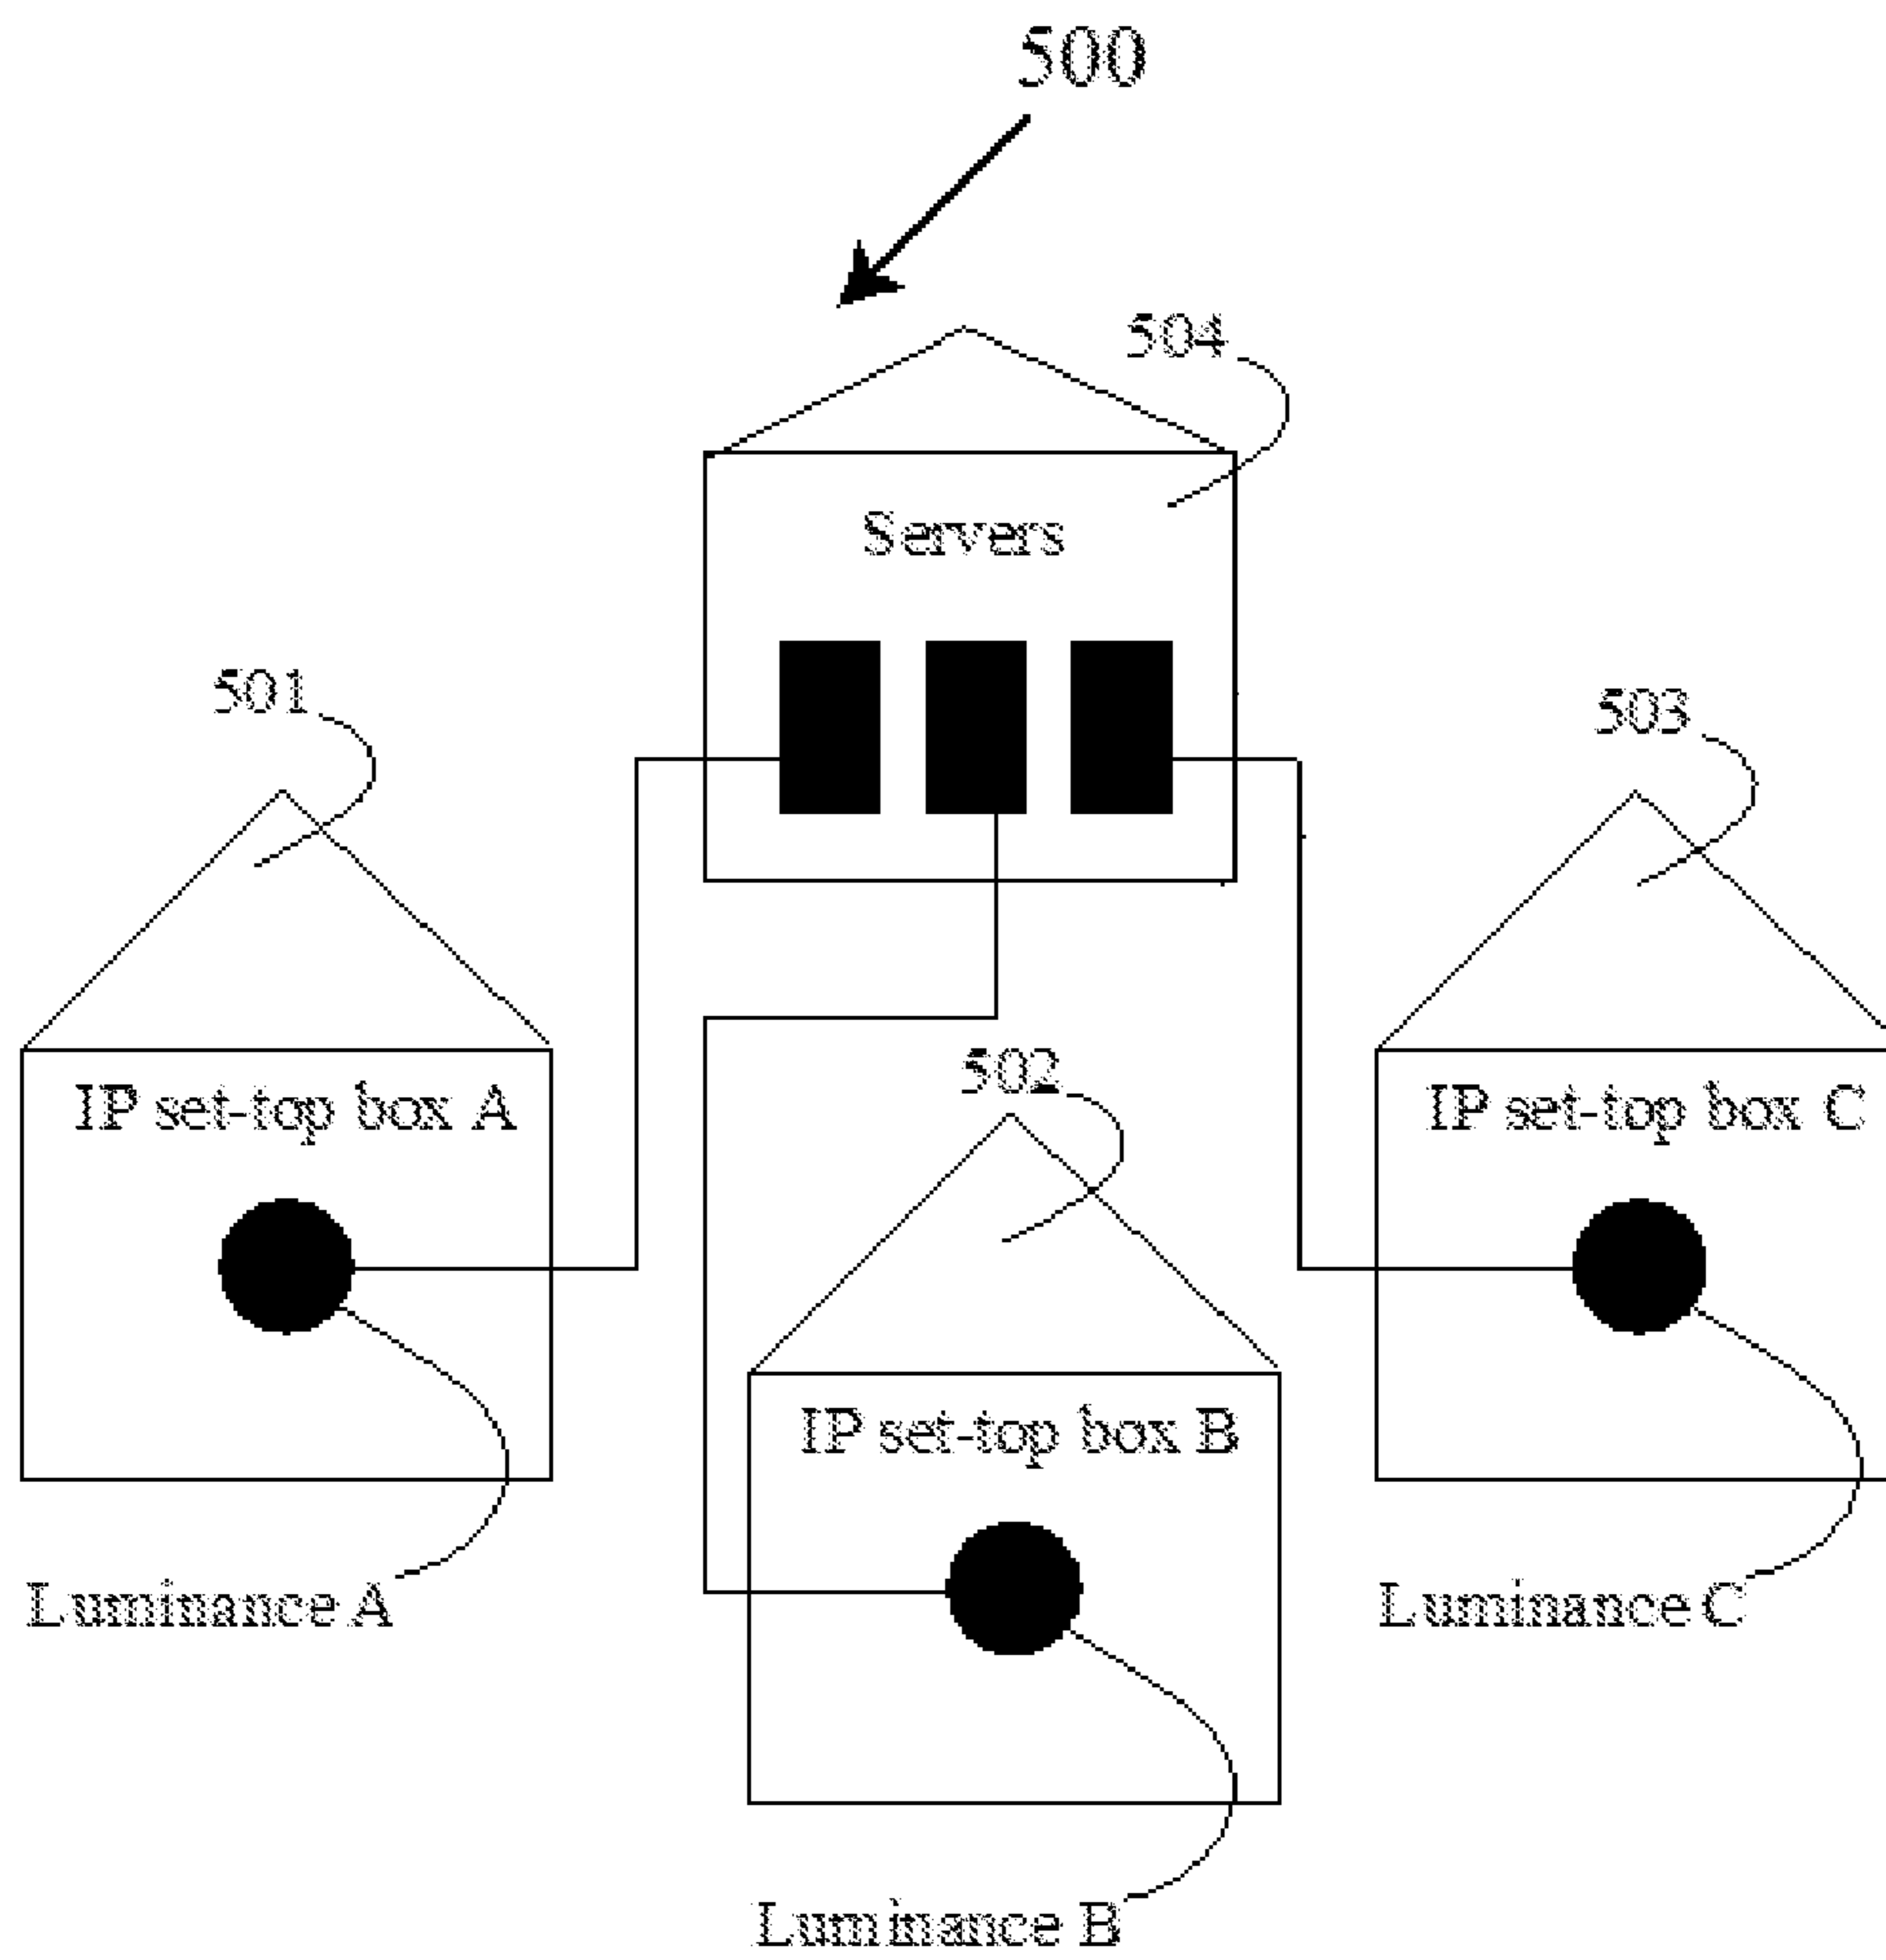 500
504
Servers
501
503
502
IP set-top box A
IP set-top box C
IP set-top box B
Luminance A
Luminance C
Luminance B